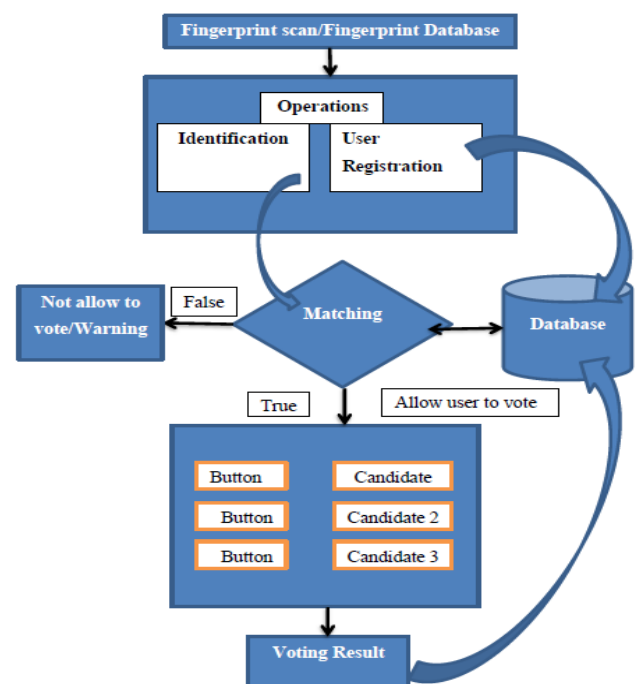 Fingerprint scan/Fingerprint Database
Operations
Identification
User
Registration
Not allow to
vote/Warning
False
Matching
Database
True
Allow user to vote
Button
Candidate
Button
Candidate 2
Button
Candidate 3
Voting Result